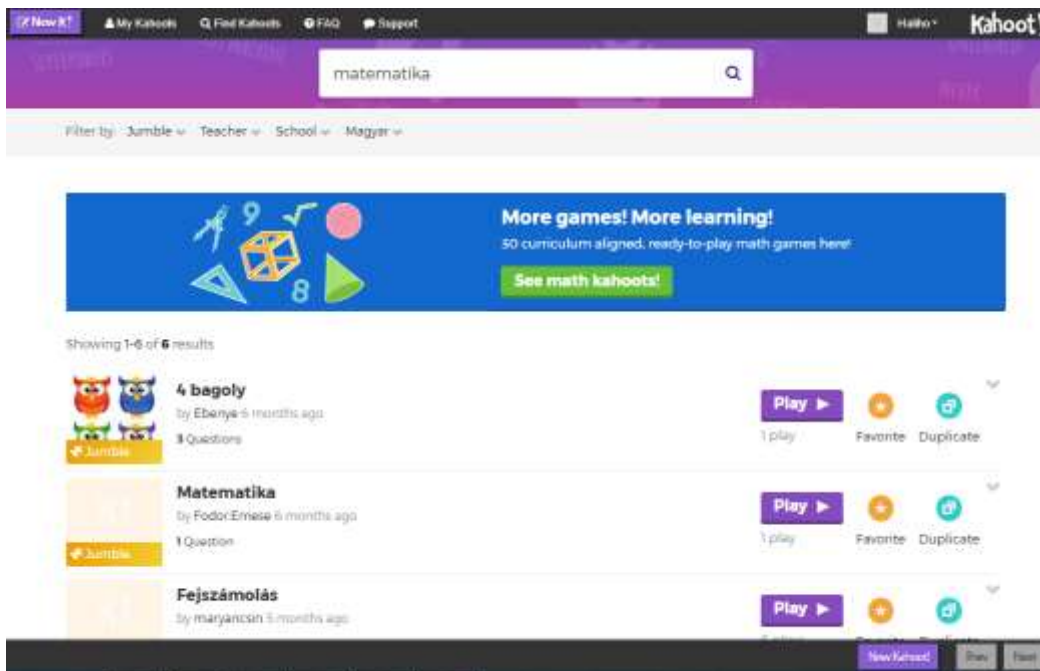 New K!
My Kahoots
Find Kahoots
FAQ
Support
Kahoot!
matematika
Filter by: Jumble Teacher School Magyar
More games! More learning!
50 curriculum aligned, ready-to-play math games here!
See math kahoots!
Showing 1-6 of 6 results
4 bagoly
by Ebenye 6 months ago
3 Questions
Jumble
Play
1 play
Favorite
Duplicate
Matematika
by Fodor.Emese 6 months ago
1 Question
Jumble
Play
1 play
Favorite
Duplicate
Fejszámolás
by maryancsin 5 months ago
Play
New Kahoot!
Prev
Next